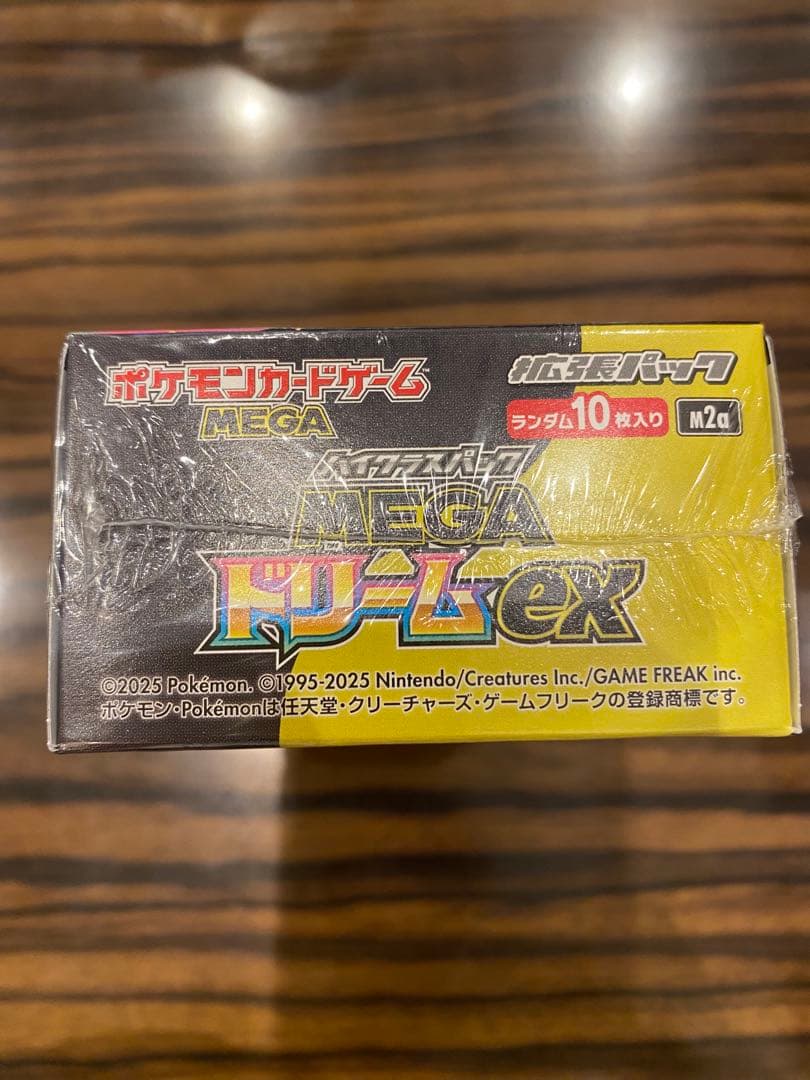 ポケモンカードゲーム™
MEGA
拡張パック
ランダム10枚入り M2a
ハイクラスパック
MEGA
ドリームex
©2025 Pokémon. ©1995-2025 Nintendo/Creatures Inc./GAME FREAK inc.
ポケモン・Pokémonは任天堂・クリーチャーズ・ゲームフリークの登録商標です。